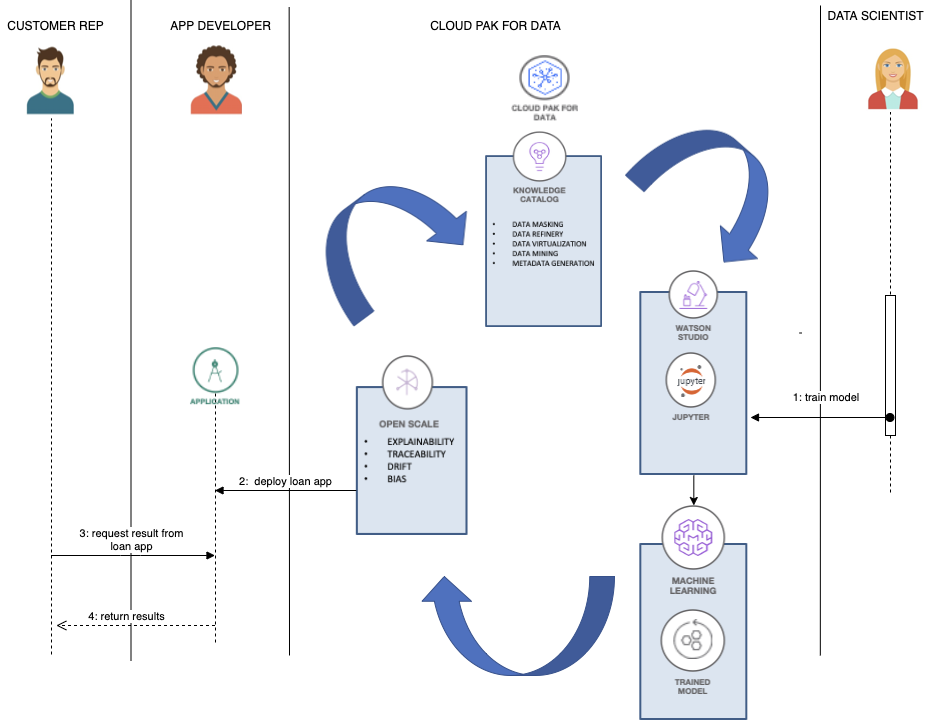 CUSTOMER REP
APP DEVELOPER
CLOUD PAK FOR DATA
DATA SCIENTIST
CLOUD PAK FOR
DATA
KNOWLEDGE
CATALOG
• DATA MASKING
• DATA REFINERY
• DATA VIRTUALIZATION
• DATA MINING
• METADATA GENERATION
WATSON
STUDIO
jupyter
JUPYTER
-
1: train model
APPLICATION
OPEN SCALE
• EXPLAINABILITY
• TRACEABILITY
• DRIFT
• BIAS
2: deploy loan app
3: request result from
loan app
4: return results
MACHINE
LEARNING
TRAINED
MODEL